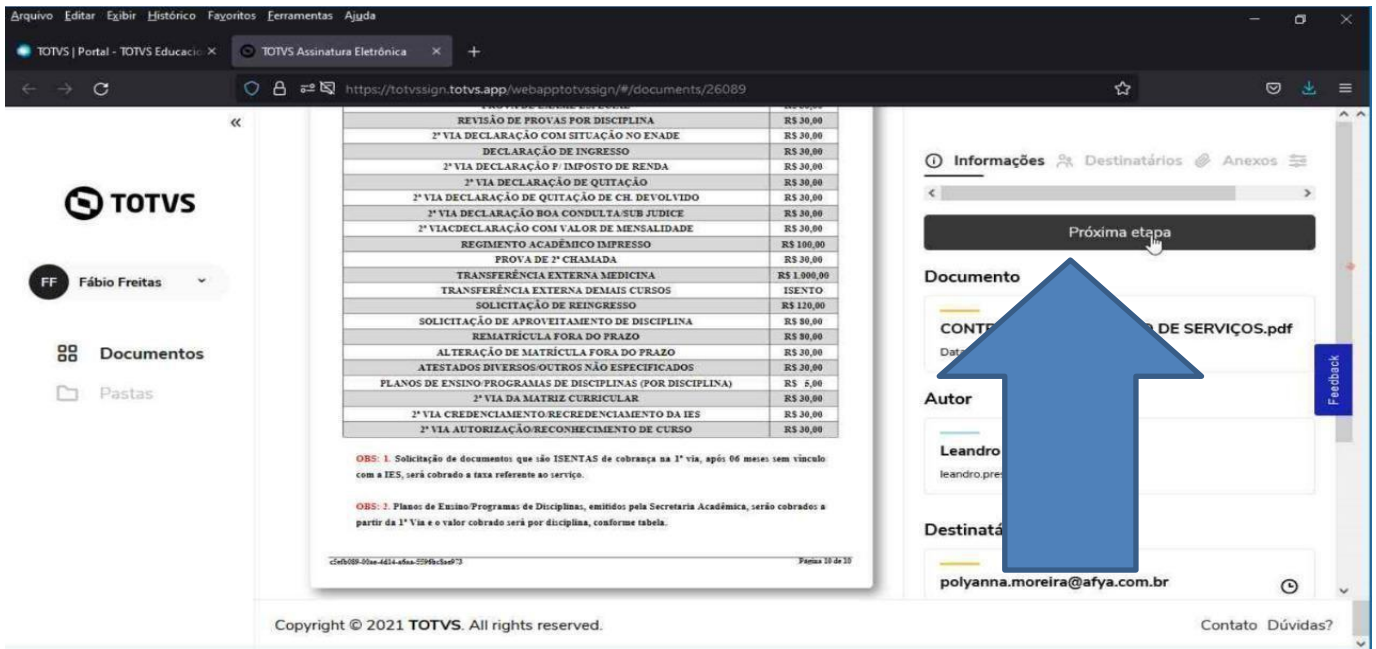 Arquivo Editar Exibir Histórico Favoritos Ferramentas Ajuda
TOTVS | Portal - TOTVS Educacio
TOTVS Assinatura Eletrônica
https://totvssign.totvs.app/webapptotvssign/#/documents/26089
TOTVS
FF Fábio Freitas
Documentos
Pastas
REVISÃO DE PROVAS POR DISCIPLINA R$ 30,00
2ª VIA DECLARAÇÃO COM SITUAÇÃO NO ENADE R$ 30,00
DECLARAÇÃO DE INGRESSO R$ 30,00
2ª VIA DECLARAÇÃO P/ IMPOSTO DE RENDA R$ 30,00
2ª VIA DECLARAÇÃO DE QUITAÇÃO R$ 30,00
2ª VIA DECLARAÇÃO DE QUITAÇÃO DE CH. DEVOLVIDO R$ 30,00
2ª VIA DECLARAÇÃO BOA CONDULTA/SUB JUDICE R$ 30,00
2ª VIACDECLARAÇÃO COM VALOR DE MENSALIDADE R$ 30,00
REGIMENTO ACADÊMICO IMPRESSO R$ 100,00
PROVA DE 2ª CHAMADA R$ 30,00
TRANSFERÊNCIA EXTERNA MEDICINA R$ 1.000,00
TRANSFERÊNCIA EXTERNA DEMAIS CURSOS ISENTO
SOLICITAÇÃO DE REINGRESSO R$ 120,00
SOLICITAÇÃO DE APROVEITAMENTO DE DISCIPLINA R$ 80,00
REMATRÍCULA FORA DO PRAZO R$ 80,00
ALTERAÇÃO DE MATRÍCULA FORA DO PRAZO R$ 30,00
ATESTADOS DIVERSOS/OUTROS NÃO ESPECIFICADOS R$ 30,00
PLANOS DE ENSINO/PROGRAMAS DE DISCIPLINAS (POR DISCIPLINA) R$ 5,00
2ª VIA DA MATRIZ CURRICULAR R$ 30,00
2ª VIA CREDENCIAMENTO/RECREDENCIAMENTO DA IES R$ 30,00
2ª VIA AUTORIZAÇÃO/RECONHECIMENTO DE CURSO R$ 30,00
OBS: 1. Solicitação de documentos que são ISENTAS de cobrança na 1ª via, após 06 meses sem vínculo
com a IES, será cobrado a taxa referente ao serviço.
OBS: 2. Planos de Ensino/Programas de Disciplinas, emitidos pela Secretaria Acadêmica, serão cobrados a
partir da 1ª Via e o valor cobrado será por disciplina, conforme tabela.
Página 10 de 10
Informações Destinatários Anexos
Próxima etapa
Documento
DE SERVIÇOS.pdf
Autor
Leandro
polyanna.moreira@afya.com.br
Feedback
Copyright © 2021 TOTVS. All rights reserved.
Contato Dúvidas?